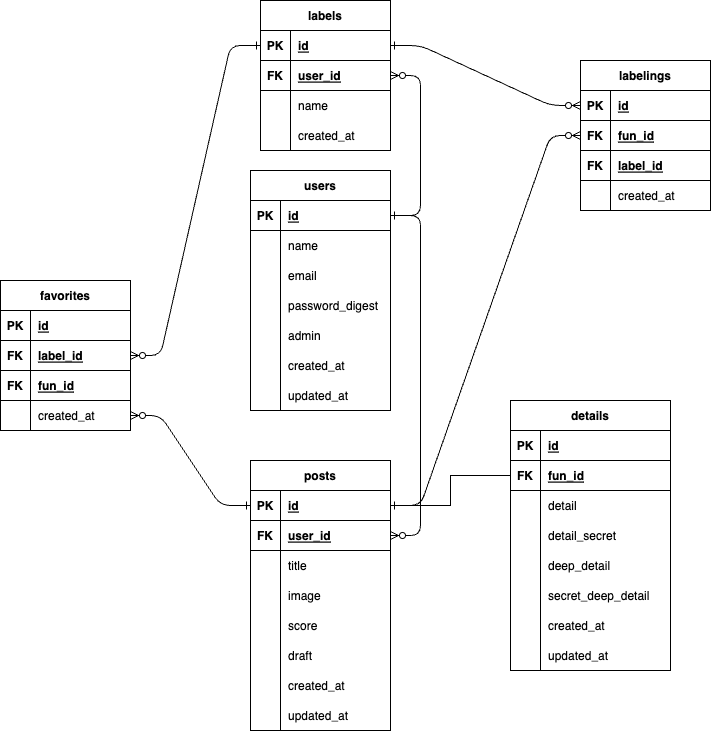 labels
PK id
FK user_id
name
created_at
labelings
PK id
FK fun_id
FK label_id
created_at
users
PK id
name
email
password_digest
admin
created_at
updated_at
favorites
PK id
FK label_id
FK fun_id
created_at
details
PK id
FK fun_id
detail
detail_secret
deep_detail
secret_deep_detail
created_at
updated_at
posts
PK id
FK user_id
title
image
score
draft
created_at
updated_at